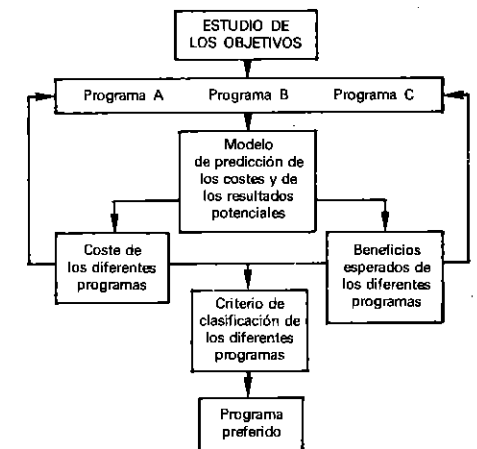 ESTUDIO DE
LOS OBJETIVOS
Programa A Programa B Programa C
Modelo
de predicción de
los costes y de
los resultados
potenciales
Coste de
los diferentes
programas
Beneficios
esperados de
los diferentes
programas
Criterio de
clasificación de
los diferentes
programas
Programa
preferido